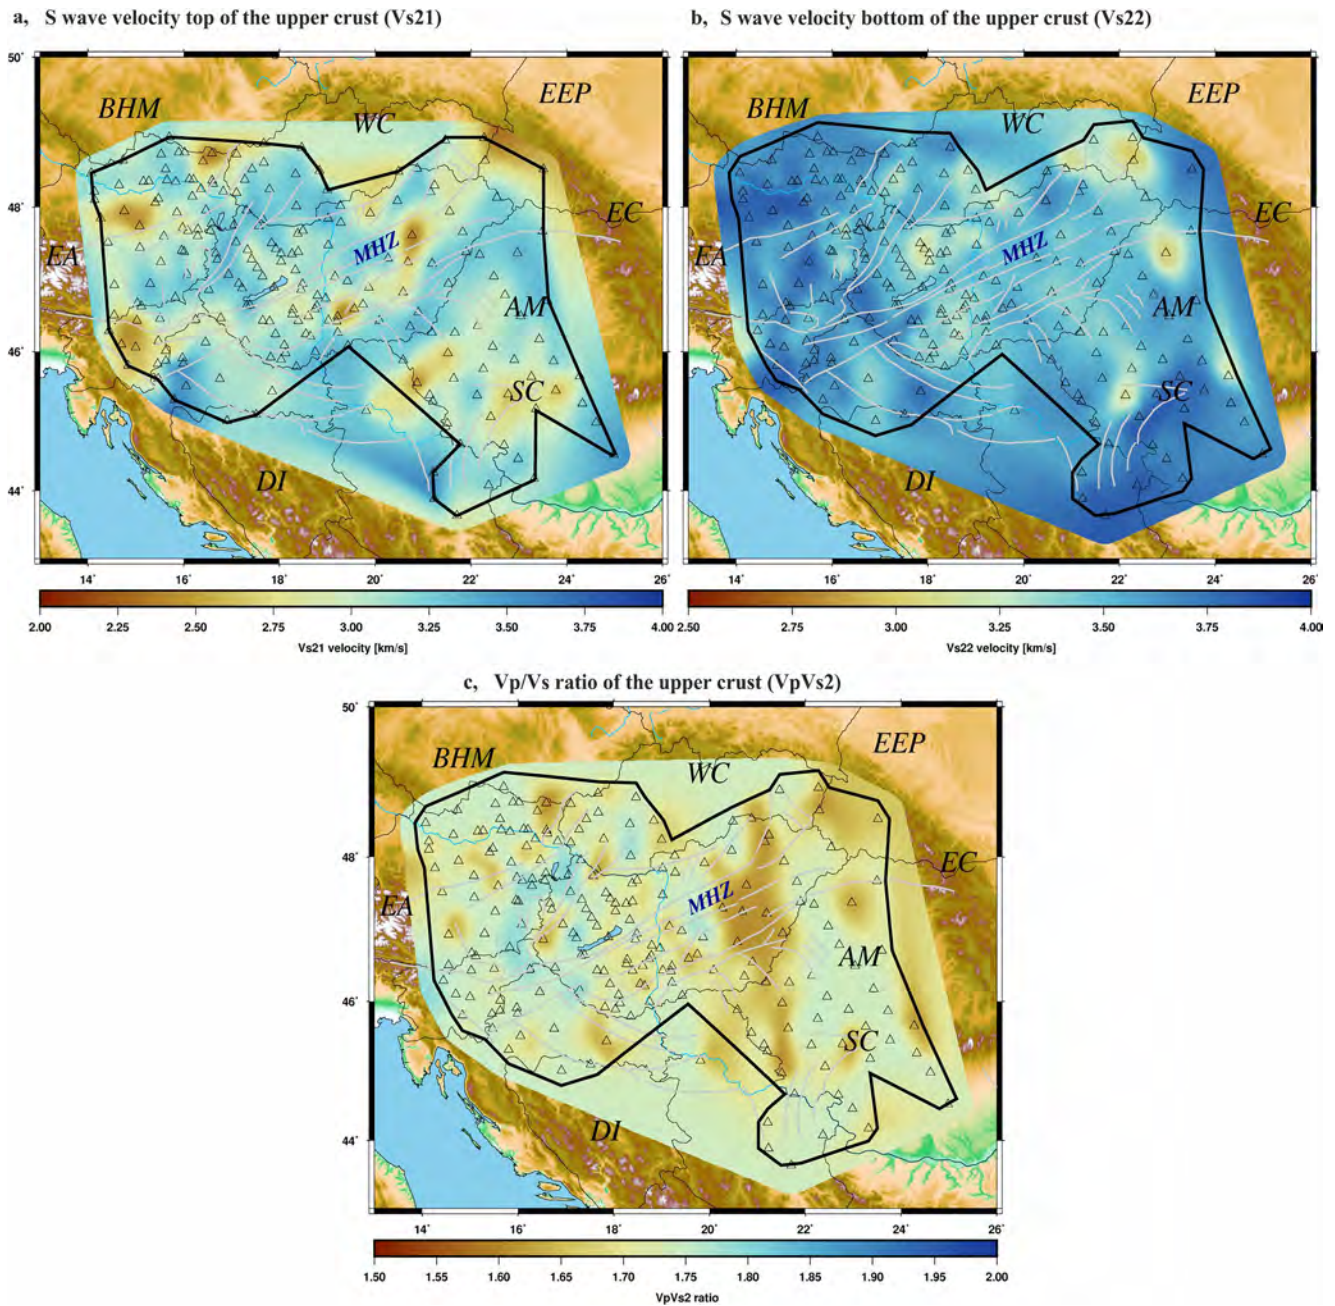 a, S wave velocity top of the upper crust (Vs21)
b, S wave velocity bottom of the upper crust (Vs22)
50˚
48˚
46˚
44˚
BHM
WC
EEP
EC
EA
MHZ
AM
SC
DI
14˚ 16˚ 18˚ 20˚ 22˚ 24˚ 26˚
2.00 2.25 2.50 2.75 3.00 3.25 3.50 3.75 4.00
Vs21 velocity [km/s]
50˚
48˚
46˚
44˚
BHM
WC
EEP
EC
EA
MHZ
AM
SC
DI
14˚ 16˚ 18˚ 20˚ 22˚ 24˚ 26˚
2.50 2.75 3.00 3.25 3.50 3.75 4.00
Vs22 velocity [km/s]
c, Vp/Vs ratio of the upper crust (VpVs2)
50˚
48˚
46˚
44˚
BHM
WC
EEP
EC
EA
MHZ
AM
SC
DI
14˚ 16˚ 18˚ 20˚ 22˚ 24˚ 26˚
1.50 1.55 1.60 1.65 1.70 1.75 1.80 1.85 1.90 1.95 2.00
VpVs2 ratio